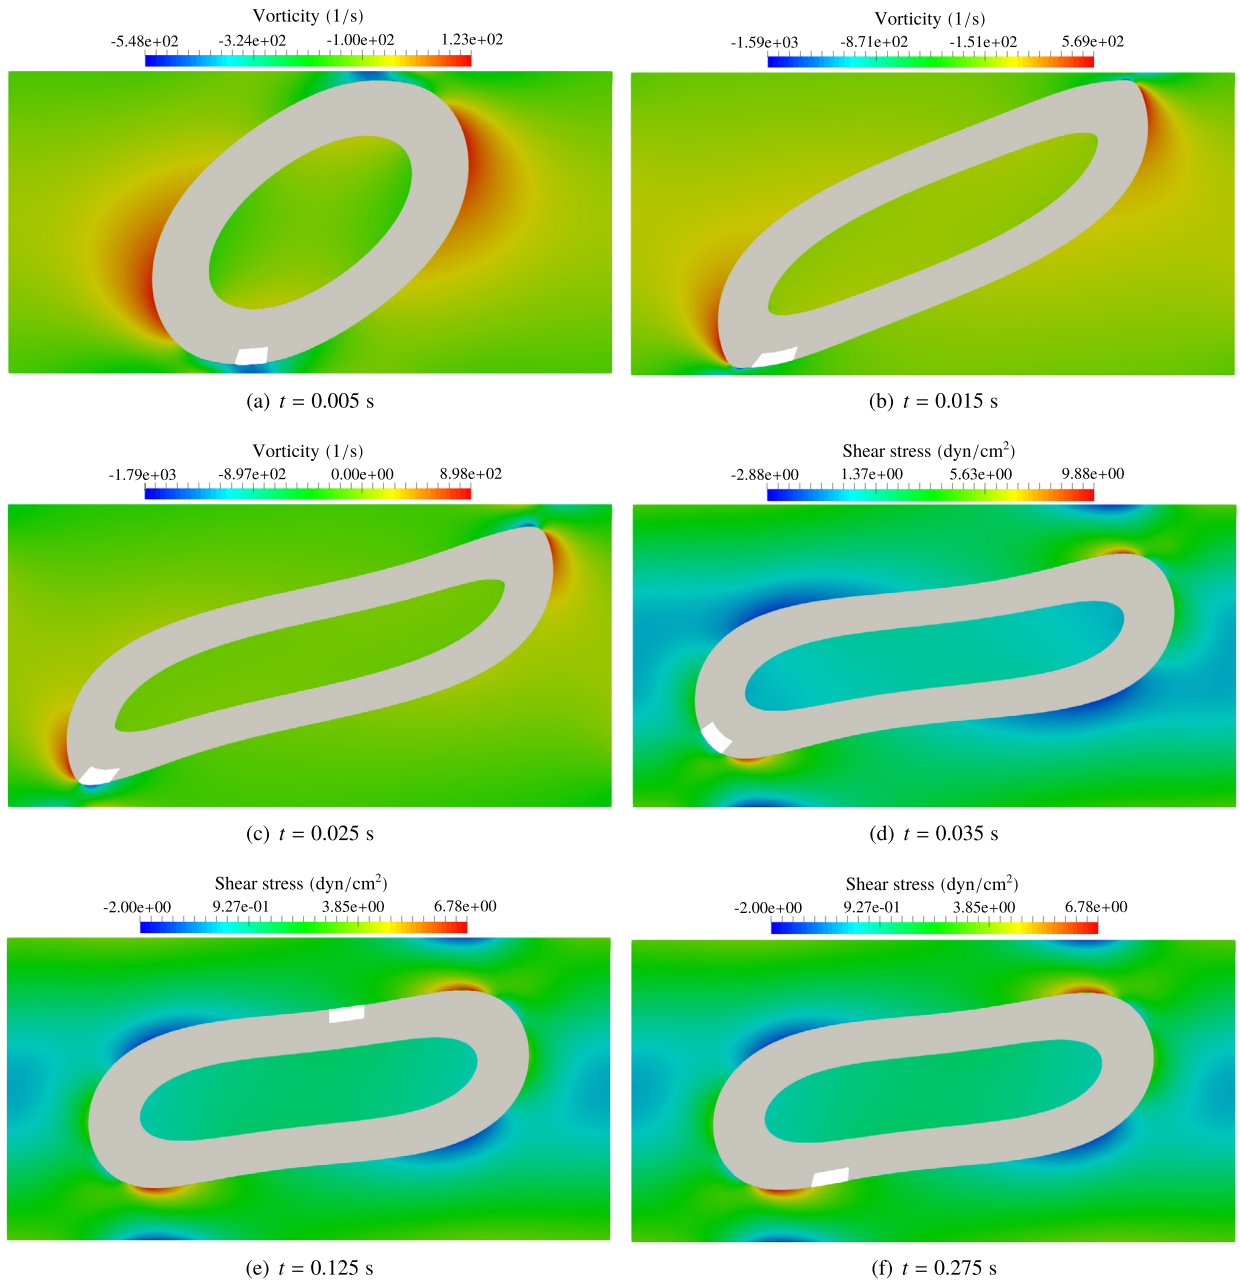 Vorticity (1/s)
-5.48e+02 -3.24e+02 -1.00e+02 1.23e+02
(a) t = 0.005 s
Vorticity (1/s)
-1.59e+03 -8.71e+02 -1.51e+02 5.69e+02
(b) t = 0.015 s
Vorticity (1/s)
-1.79e+03 -8.97e+02 0.00e+00 8.98e+02
(c) t = 0.025 s
Shear stress (dyn/cm²)
-2.88e+00 1.37e+00 5.63e+00 9.88e+00
(d) t = 0.035 s
Shear stress (dyn/cm²)
-2.00e+00 9.27e-01 3.85e+00 6.78e+00
(e) t = 0.125 s
Shear stress (dyn/cm²)
-2.00e+00 9.27e-01 3.85e+00 6.78e+00
(f) t = 0.275 s